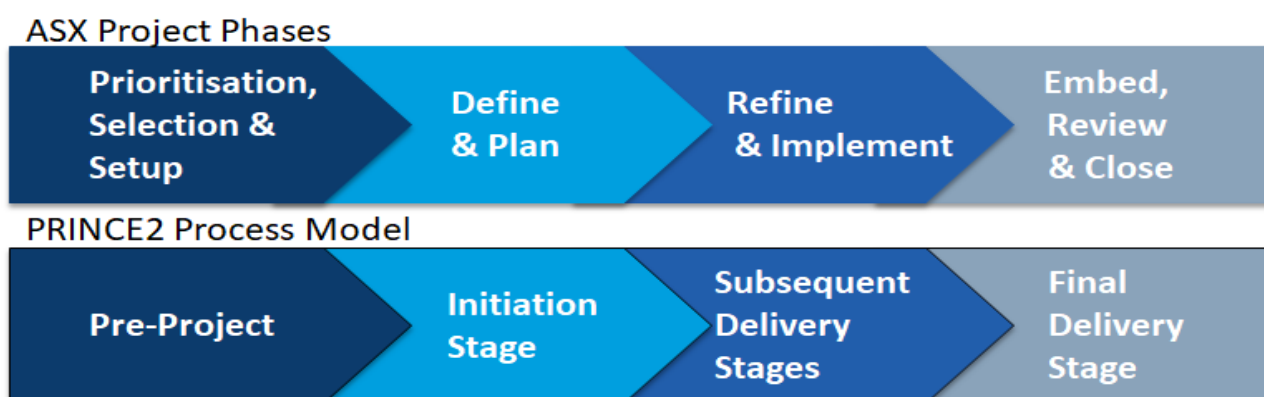 ASX Project Phases
Prioritisation,
Selection &
Setup
Define
& Plan
Refine
& Implement
Embed,
Review
& Close
PRINCE2 Process Model
Pre-Project
Initiation
Stage
Subsequent
Delivery
Stages
Final
Delivery
Stage